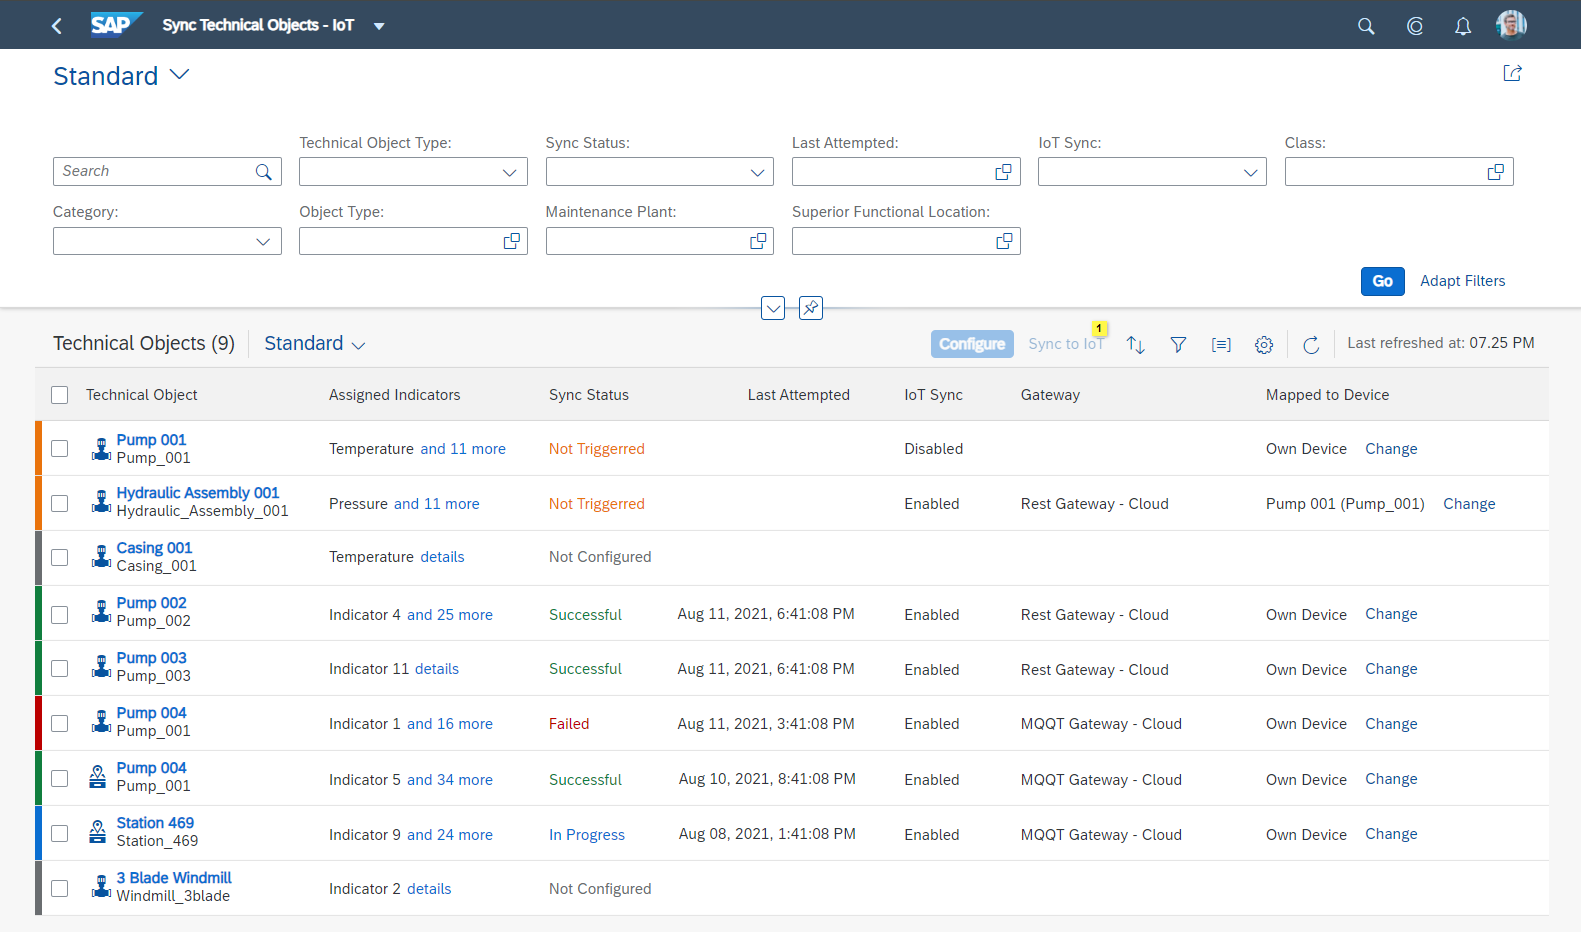 SAP Sync Technical Objects - IoT
Standard
Technical Object Type: Sync Status: Last Attempted: IoT Sync: Class:
Search
Category: Object Type: Maintenance Plant: Superior Functional Location:
Go Adapt Filters
Technical Objects (9) Standard Configure Sync to IoT 1 Last refreshed at: 07.25 PM
Technical Object Assigned Indicators Sync Status Last Attempted IoT Sync Gateway Mapped to Device
Pump 001
Pump_001
Temperature and 11 more Not Triggerred Disabled Own Device Change
Hydraulic Assembly 001
Hydraulic_Assembly_001
Pressure and 11 more Not Triggerred Enabled Rest Gateway - Cloud Pump 001 (Pump_001) Change
Casing 001
Casing_001
Temperature details Not Configured
Pump 002
Pump_002
Indicator 4 and 25 more Successful Aug 11, 2021, 6:41:08 PM Enabled Rest Gateway - Cloud Own Device Change
Pump 003
Pump_003
Indicator 11 details Successful Aug 11, 2021, 6:41:08 PM Enabled Rest Gateway - Cloud Own Device Change
Pump 004
Pump_001
Indicator 1 and 16 more Failed Aug 11, 2021, 3:41:08 PM Enabled MQQT Gateway - Cloud Own Device Change
Pump 004
Pump_001
Indicator 5 and 34 more Successful Aug 10, 2021, 8:41:08 PM Enabled MQQT Gateway - Cloud Own Device Change
Station 469
Station_469
Indicator 9 and 24 more In Progress Aug 08, 2021, 1:41:08 PM Enabled MQQT Gateway - Cloud Own Device Change
3 Blade Windmill
Windmill_3blade
Indicator 2 details Not Configured